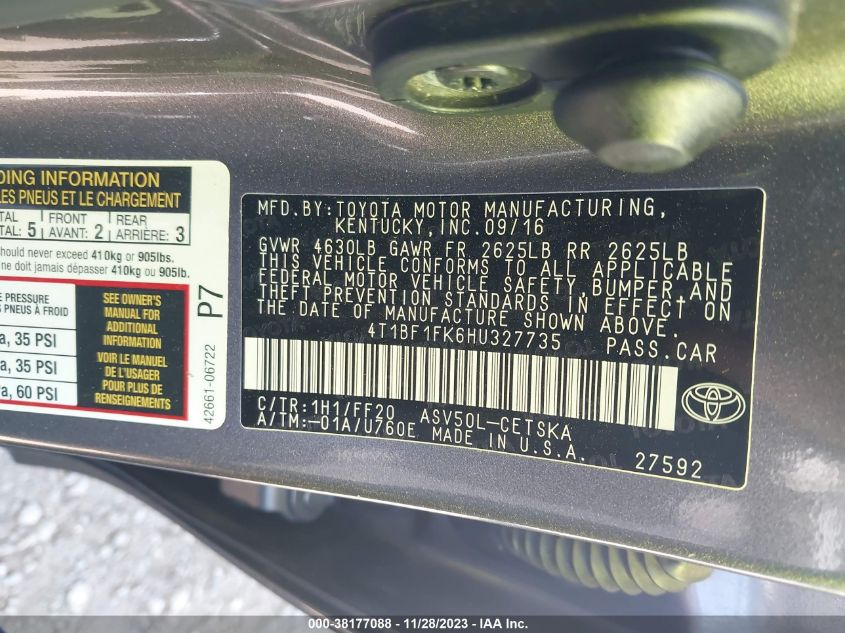 DING INFORMATION
LES PNEUS ET LE CHARGEMENT
TAL 5 FRONT 2 REAR 3
TAL: AVANT: ARRIÈRE:
hould never exceed 410kg or 905lbs.
ne doit jamais dépasser 410kg ou 905lb.
E PRESSURE
S PNEUS À FROID
a, 35 PSI
a, 35 PSI
a, 60 PSI
SEE OWNER'S
MANUAL FOR
ADDITIONAL
INFORMATION
VOIR LE MANUEL
DE L'USAGER
POUR PLUS DE
RENSEIGNEMENTS
P7
42661-06722
MFD.BY:TOYOTA MOTOR MANUFACTURING,
KENTUCKY,INC.09/16
GVWR 4630LB GAWR FR 2625LB RR 2625LB
THIS VEHICLE CONFORMS TO ALL APPLICABLE
FEDERAL MOTOR VEHICLE SAFETY,BUMPER,AND
THEFT PREVENTION STANDARDS IN EFFECT ON
THE DATE OF MANUFACTURE SHOWN ABOVE.
4T1BF1FK6HU327735 PASS.CAR
C/TR:1H1/FF20 ASV50L-CETSKA
A/TM:-01A/U760E MADE IN U.S.A.
27592
000-38177088 - 11/28/2023 - IAA Inc.